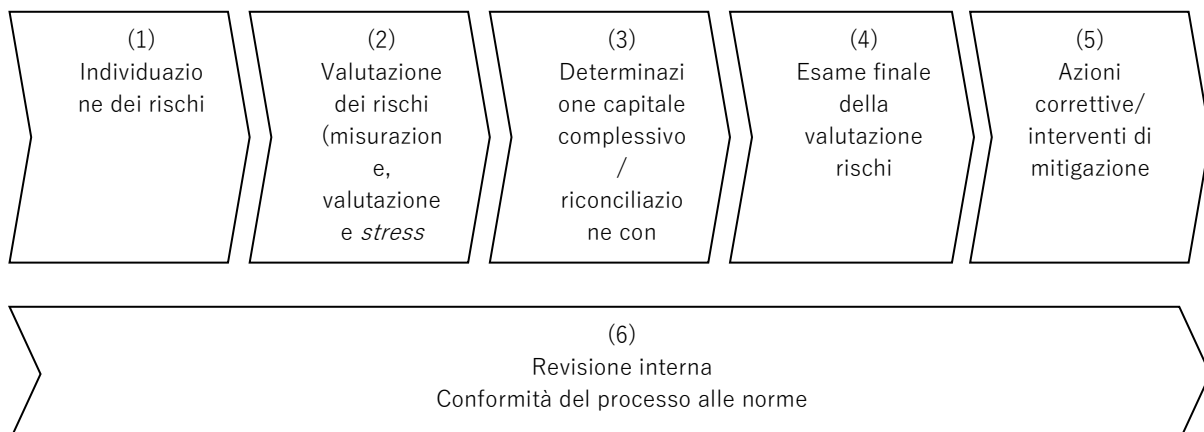 (1)
Individuazio
ne dei rischi
(2)
Valutazione
dei rischi
(misurazion
e,
valutazione
e stress
(3)
Determinazi
one capitale
complessivo
/
riconciliazio
ne con
(4)
Esame finale
della
valutazione
rischi
(5)
Azioni
correttive/
interventi di
mitigazione
(6)
Revisione interna
Conformità del processo alle norme